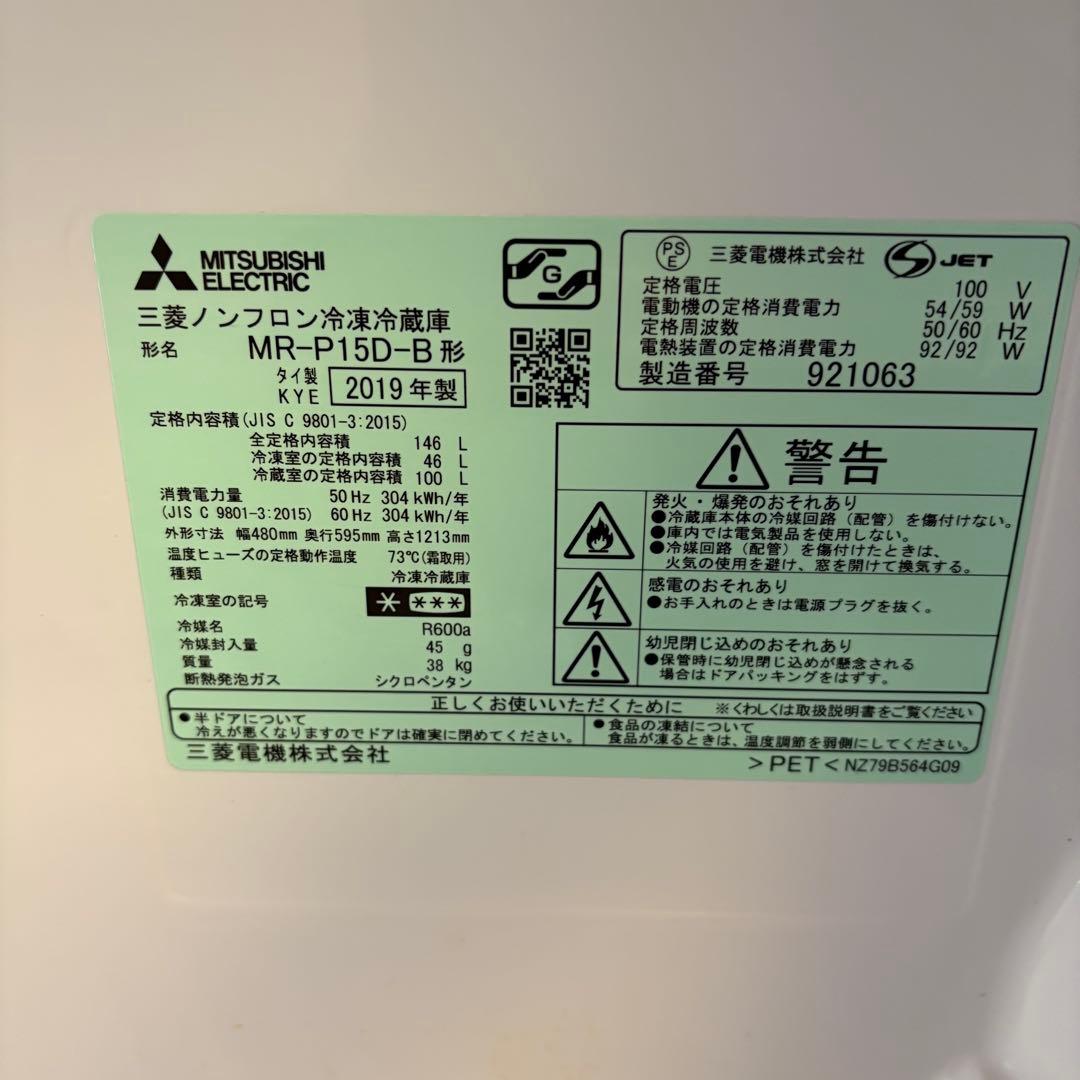 MITSUBISHI
ELECTRIC
三菱ノンフロン冷凍冷蔵庫
形名 MR-P15D-B 形
タイ製
KYE 2019年製
定格内容積(JIS C 9801-3:2015)
全定格内容積 146 L
冷凍室の定格内容積 46 L
冷蔵室の定格内容積 100 L
消費電力量 50Hz 304kWh/年
(JIS C 9801-3:2015) 60Hz 304kWh/年
外形寸法 幅480mm 奥行595mm 高さ1213mm
温度ヒューズの定格動作温度 73℃(霜取用)
種類 冷凍冷蔵庫
冷凍室の記号 * ***
冷媒名 R600a
冷媒封入量 45 g
質量 38 kg
断熱発泡ガス シクロペンタン
G
PS
E
三菱電機株式会社 JET
定格電圧 100 V
電動機の定格消費電力 54/59 W
定格周波数 50/60 Hz
電熱装置の定格消費電力 92/92 W
製造番号 921063
警告
発火・爆発のおそれあり
●冷蔵庫本体の冷媒回路（配管）を傷付けない。
●庫内では電気製品を使用しない。
●冷媒回路（配管）を傷付けたときは、
火気の使用を避け、窓を開けて換気する。
感電のおそれあり
●お手入れのときは電源プラグを抜く。
幼児閉じ込めのおそれあり
●保管時に幼児閉じ込めが懸念される
場合はドアパッキングをはずす。
正しくお使いいただくために ※くわしくは取扱説明書をご覧ください
●半ドアについて
冷えが悪くなりますのでドアは確実に閉めてください。
●食品の凍結について
食品が凍るときは、温度調節を弱側にしてください。
三菱電機株式会社
>PET< NZ79B564G09